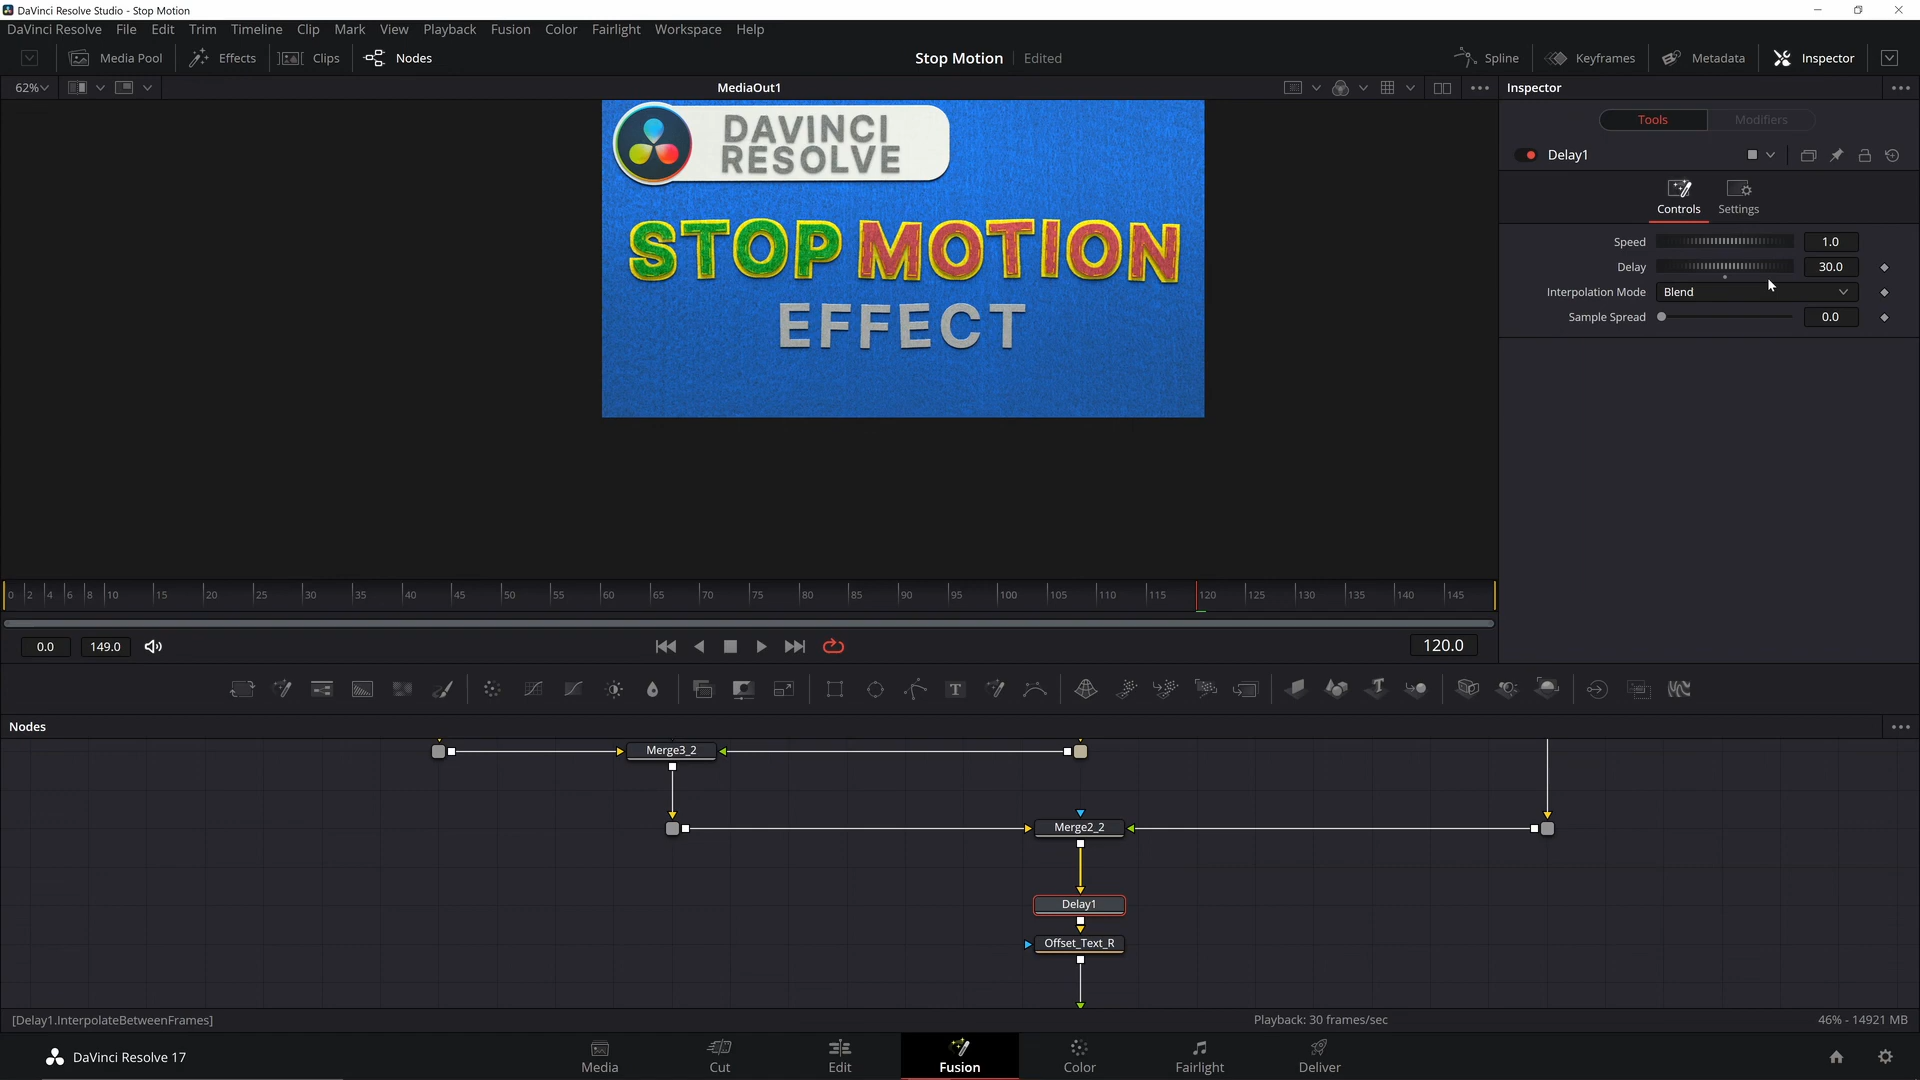 DaVinci Resolve Studio - Stop Motion
DaVinci Resolve File Edit Trim Timeline Clip Mark View Playback Fusion Color Fairlight Workspace Help
Media Pool Effects Clips Nodes Stop Motion Edited Spline Keyframes Metadata Inspector
62% MediaOut1 Inspector
DAVINCI
RESOLVE
STOP MOTION
EFFECT
Tools Modifiers
Delay1
Controls Settings
Speed 1.0
Delay 30.0
Interpolation Mode Blend
Sample Spread 0.0
0 2 4 6 8 10 15 20 25 30 35 40 45 50 55 60 65 70 75 80 85 90 95 100 105 110 115 120 125 130 135 140 145
0.0 149.0 120.0
T
T
Nodes
Merge3_2
Merge2_2
Delay1
Offset_Text_R
[Delay1.InterpolateBetweenFrames] Playback: 30 frames/sec 46% - 14921 MB
DaVinci Resolve 17 Media Cut Edit Fusion Color Fairlight Deliver